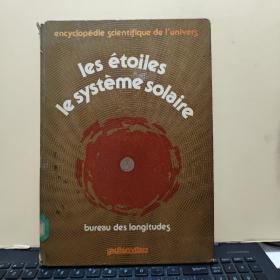 encyclopédie scientifique de l'univers
les étoiles
le système solaire
bureau des longitudes
gauthier-villars